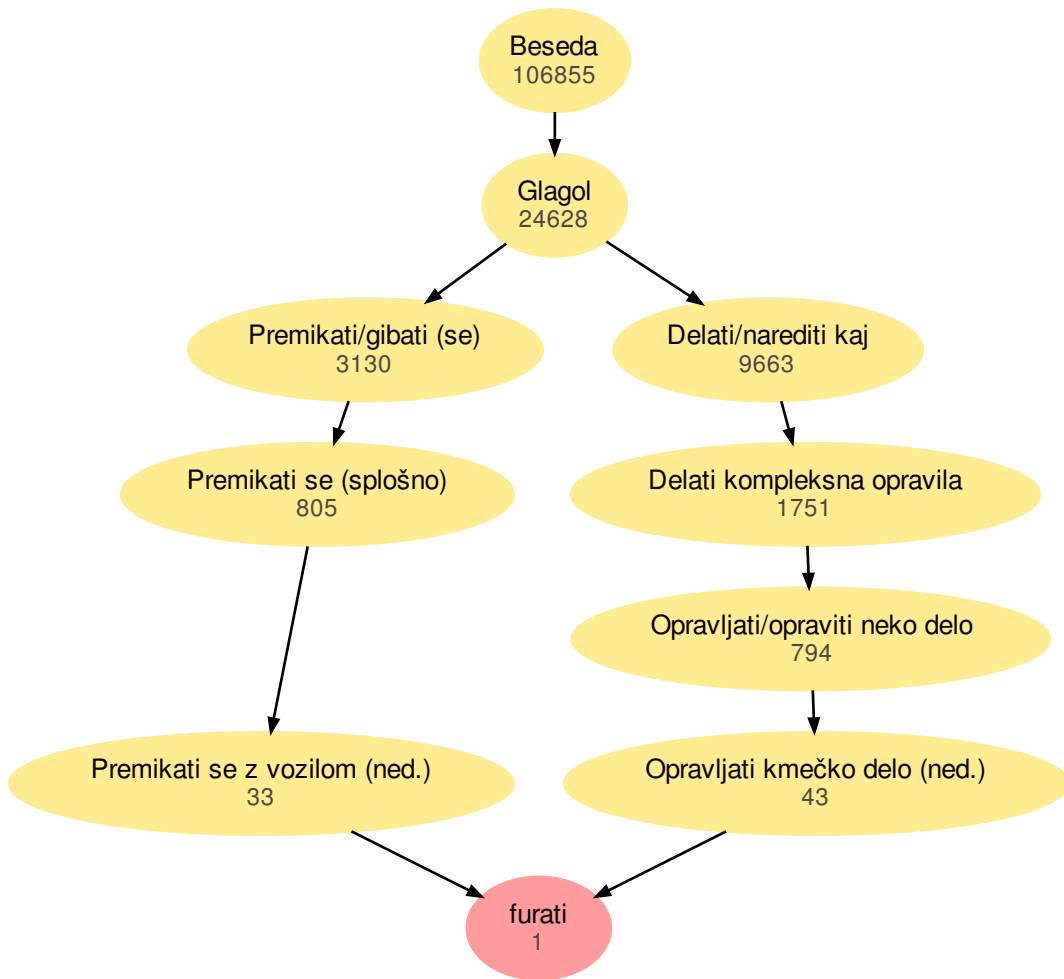 Beseda
106855
Glagol
24628
Premikati/gibati (se)
3130
Delati/narediti kaj
9663
Premikati se (splošno)
805
Delati kompleksna opravila
1751
Opravljati/opraviti neko delo
794
Premikati se z vozilom (ned.)
33
Opravljati kmečko delo (ned.)
43
furati
1